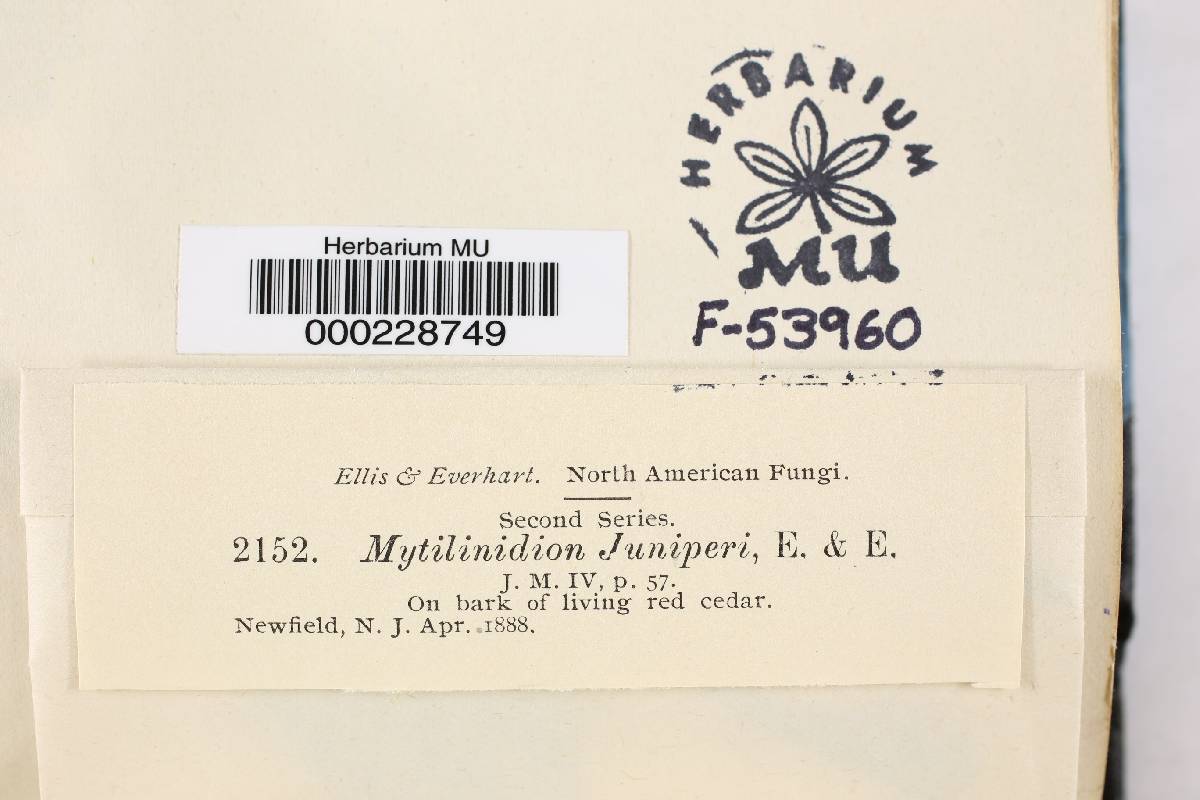 HERBARIUM
MU
F-53960
Herbarium MU
000228749
Ellis & Everhart. North American Fungi.
Second Series.
2152. Mytilinidion Juniperi, E. & E.
J. M. IV, p. 57.
On bark of living red cedar.
Newfield, N. J. Apr. 1888.